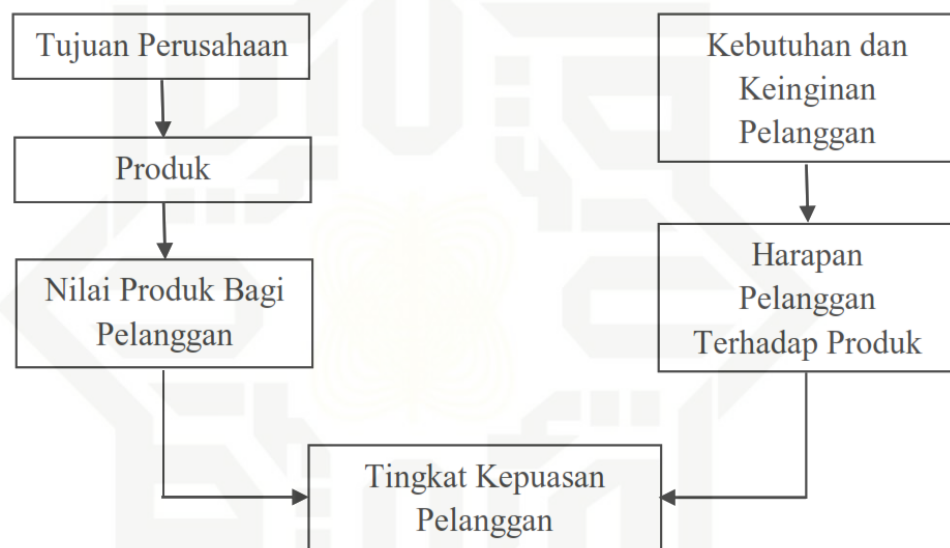 Tujuan Perusahaan
Produk
Nilai Produk Bagi
Pelanggan
Kebutuhan dan
Keinginan
Pelanggan
Harapan
Pelanggan
Terhadap Produk
Tingkat Kepuasan
Pelanggan